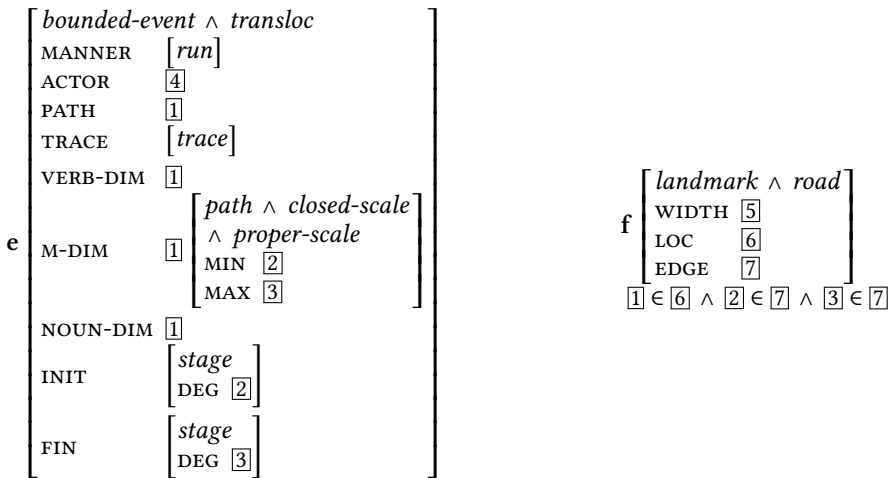 bounded-event ∧ transloc
MANNER [run]
ACTOR 4
PATH 1
TRACE [trace]
VERB-DIM 1
e M-DIM 1 [path ∧ closed-scale
∧ proper-scale
MIN 2
MAX 3]
NOUN-DIM 1
INIT [stage
DEG 2]
FIN [stage
DEG 3]
f [landmark ∧ road
WIDTH 5
LOC 6
EDGE 7]
1 ∈ 6 ∧ 2 ∈ 7 ∧ 3 ∈ 7